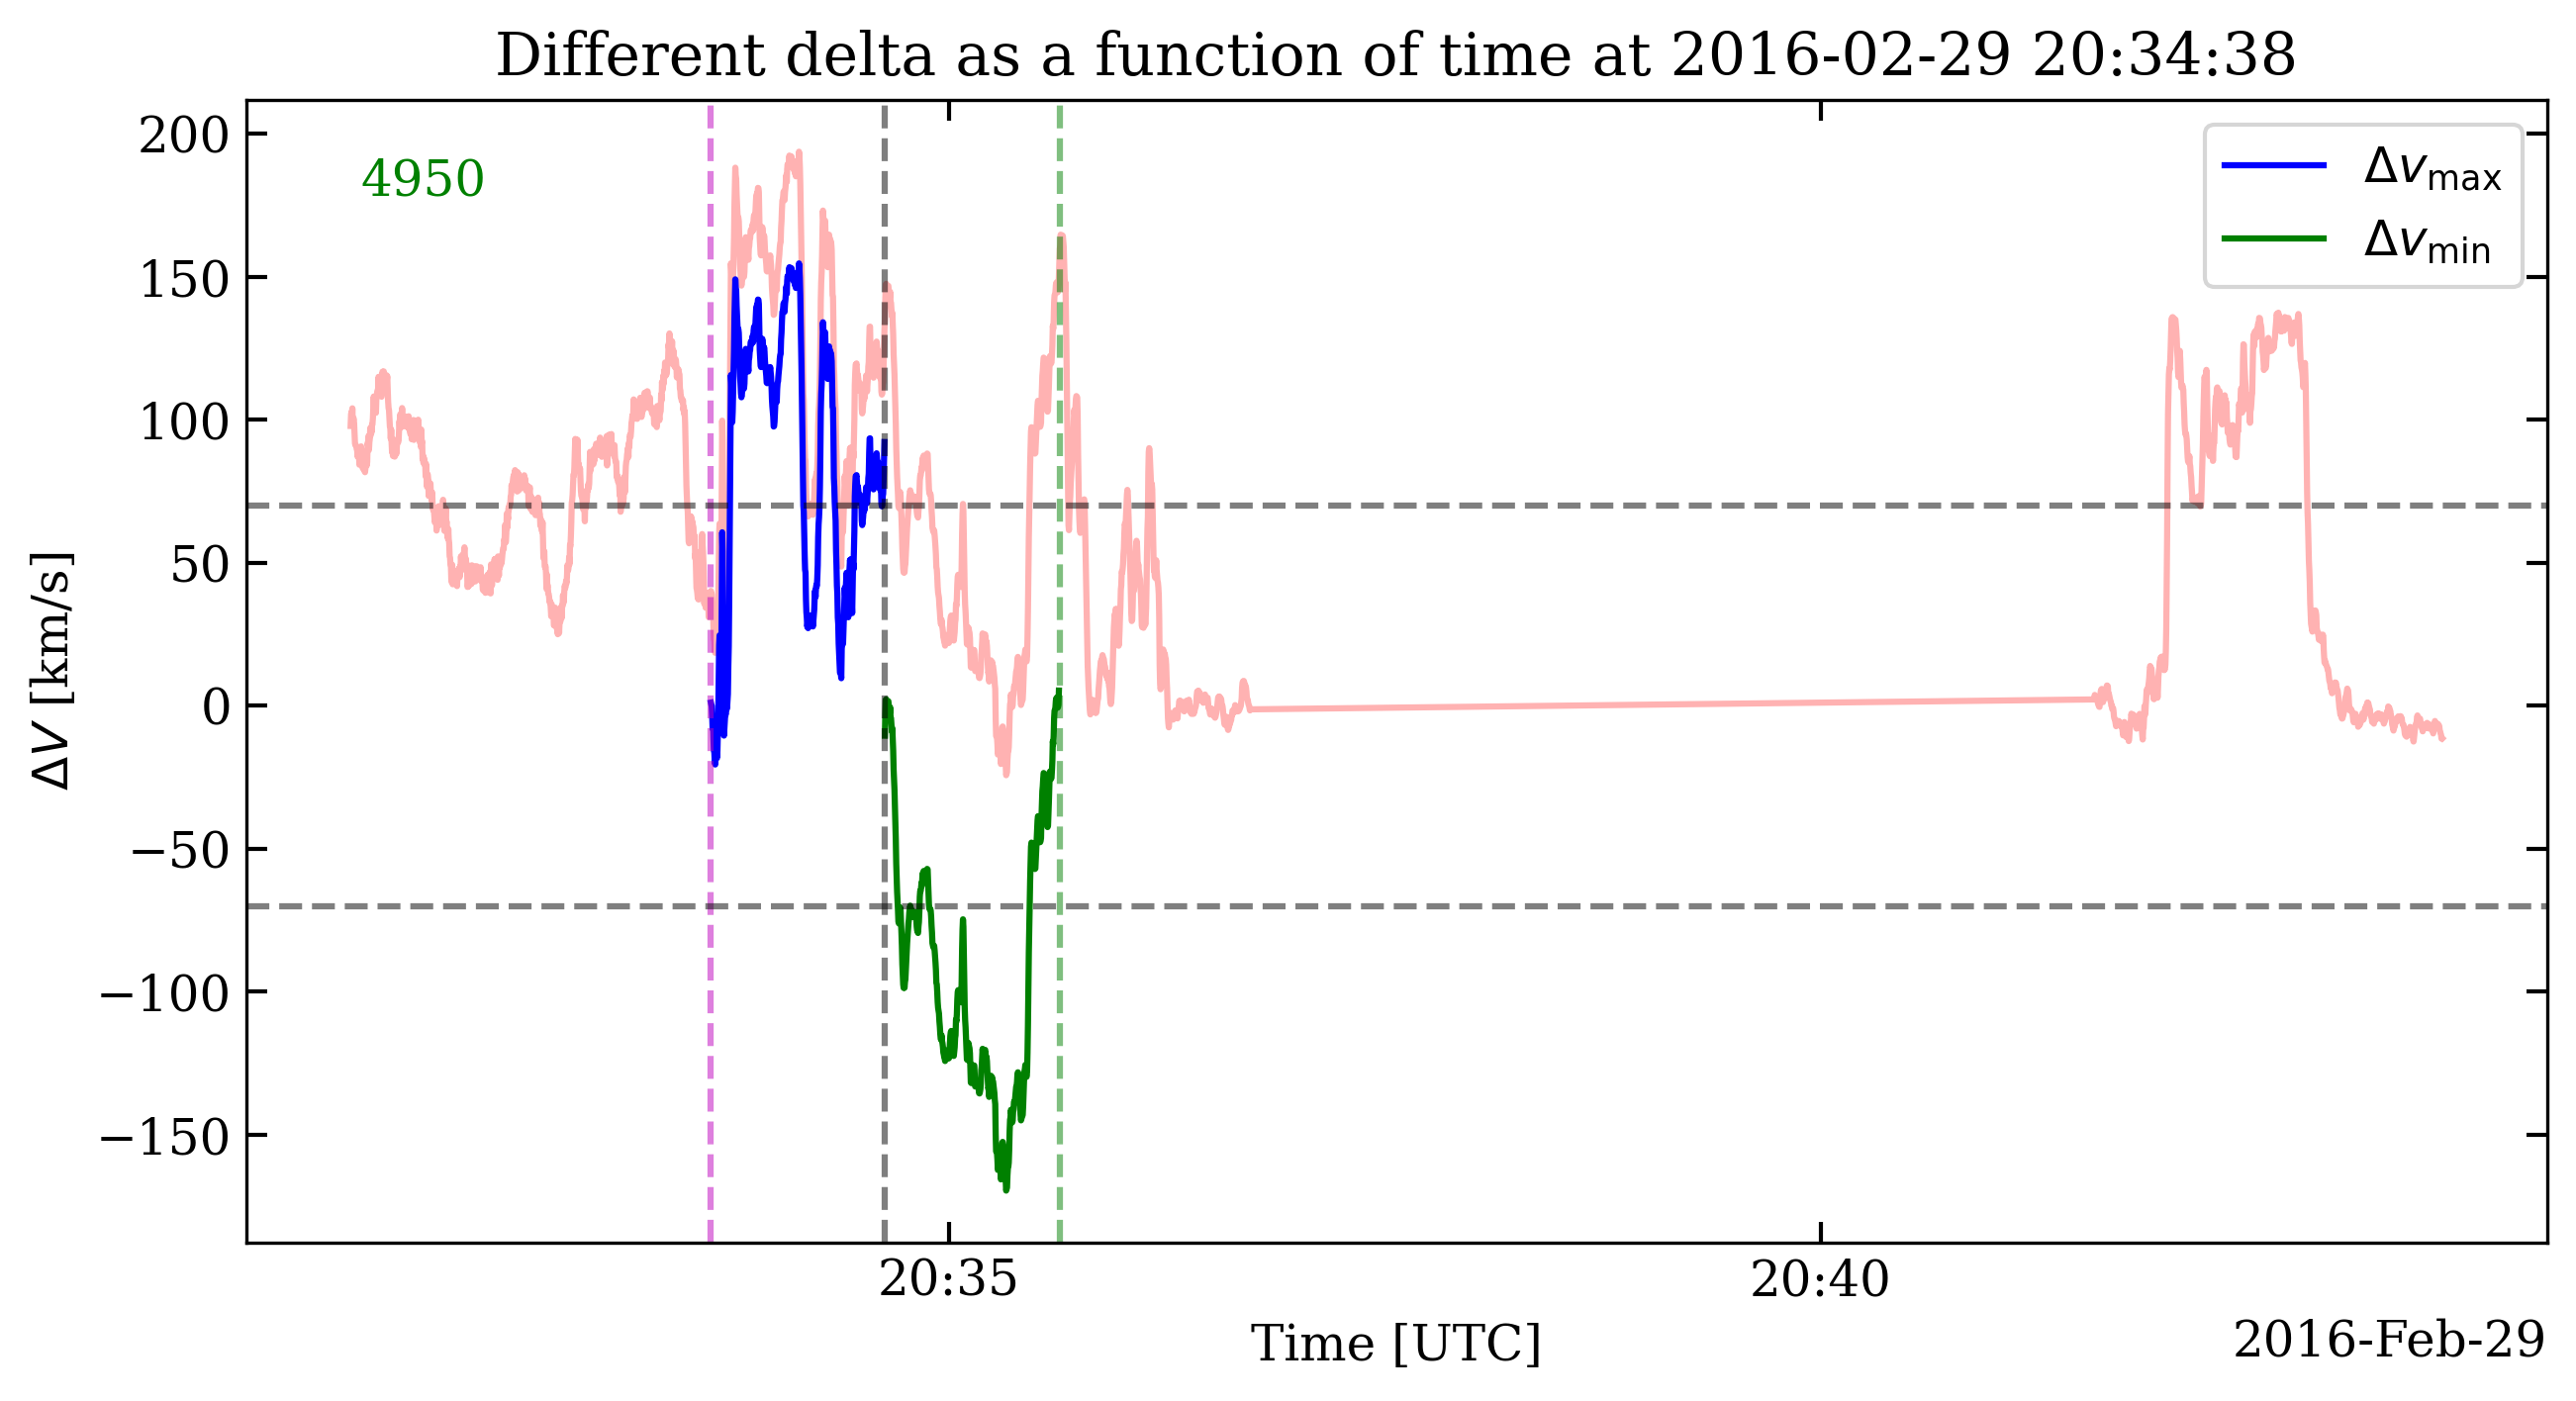 Different delta as a function of time at 2016-02-29 20:34:38
4950
Δv_max
Δv_min
200
150
100
50
0
−50
−100
−150
ΔV [km/s]
20:35
20:40
Time [UTC]
2016-Feb-29